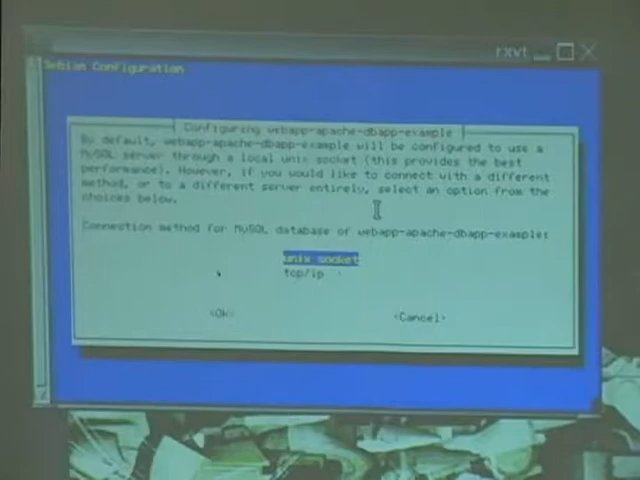 rxvt
Debian Configuration
Configuring webapp-apache-dbapp-example
By default, webapp-apache-dbapp-example will be configured to use a
MySQL server through a local unix socket (this provides the best
performance). However, if you would like to connect with a different
method, or to a different server entirely, select an option from the
choices below.
Connection method for MySQL database of webapp-apache-dbapp-example:
unix socket
tcp/ip
<Ok>
<Cancel>